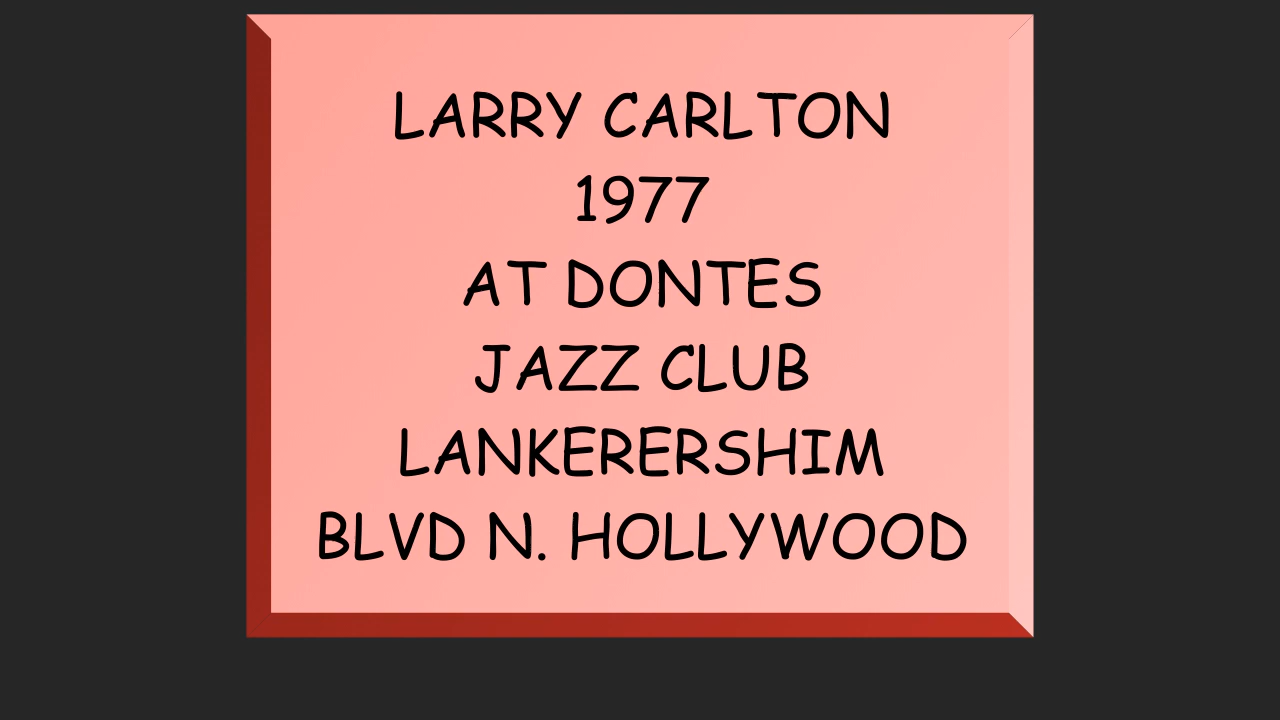 LARRY CARLTON
1977
AT DONTES
JAZZ CLUB
LANKERERSHIM
BLVD N. HOLLYWOOD